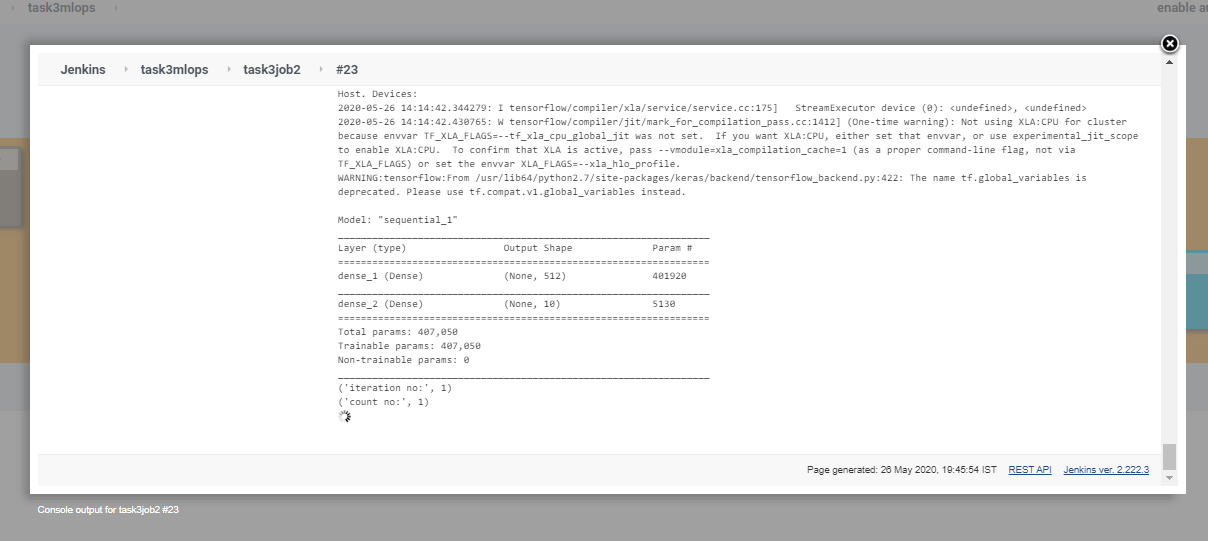 task3mlops
enable au
Jenkins task3mlops task3job2 #23
Host. Devices:
2020-05-26 14:14:42.344279: I tensorflow/compiler/xla/service/service.cc:175]   StreamExecutor device (0): <undefined>, <undefined>
2020-05-26 14:14:42.430765: W tensorflow/compiler/jit/mark_for_compilation_pass.cc:1412] (One-time warning): Not using XLA:CPU for cluster
because envvar TF_XLA_FLAGS=--tf_xla_cpu_global_jit was not set.  If you want XLA:CPU, either set that envvar, or use experimental_jit_scope
to enable XLA:CPU.  To confirm that XLA is active, pass --vmodule=xla_compilation_cache=1 (as a proper command-line flag, not via
TF_XLA_FLAGS) or set the envvar XLA_FLAGS=--xla_hlo_profile.
WARNING:tensorflow:From /usr/lib64/python2.7/site-packages/keras/backend/tensorflow_backend.py:422: The name tf.global_variables is
deprecated. Please use tf.compat.v1.global_variables instead.
Model: "sequential_1"
_________________________________________________________________
Layer (type)                 Output Shape              Param #
=================================================================
dense_1 (Dense)              (None, 512)               401920
_________________________________________________________________
dense_2 (Dense)              (None, 10)                5130
=================================================================
Total params: 407,050
Trainable params: 407,050
Non-trainable params: 0
_________________________________________________________________
('iteration no:', 1)
('count no:', 1)
Page generated: 26 May 2020, 19:45:54 IST REST API Jenkins ver. 2.222.3
Console output for task3job2 #23